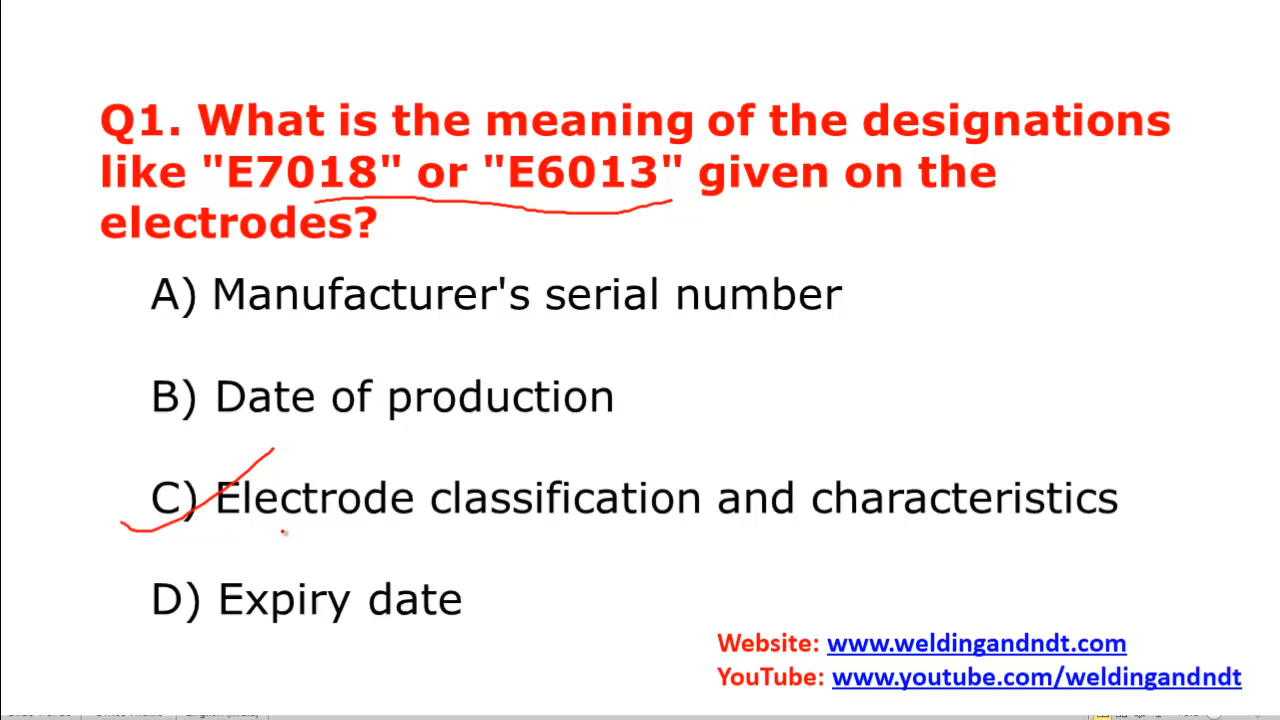 Q1. What is the meaning of the designations
like "E7018" or "E6013" given on the
electrodes?
A) Manufacturer's serial number
B) Date of production
C) Electrode classification and characteristics
D) Expiry date
Website: www.weldingandndt.com
YouTube: www.youtube.com/weldingandndt